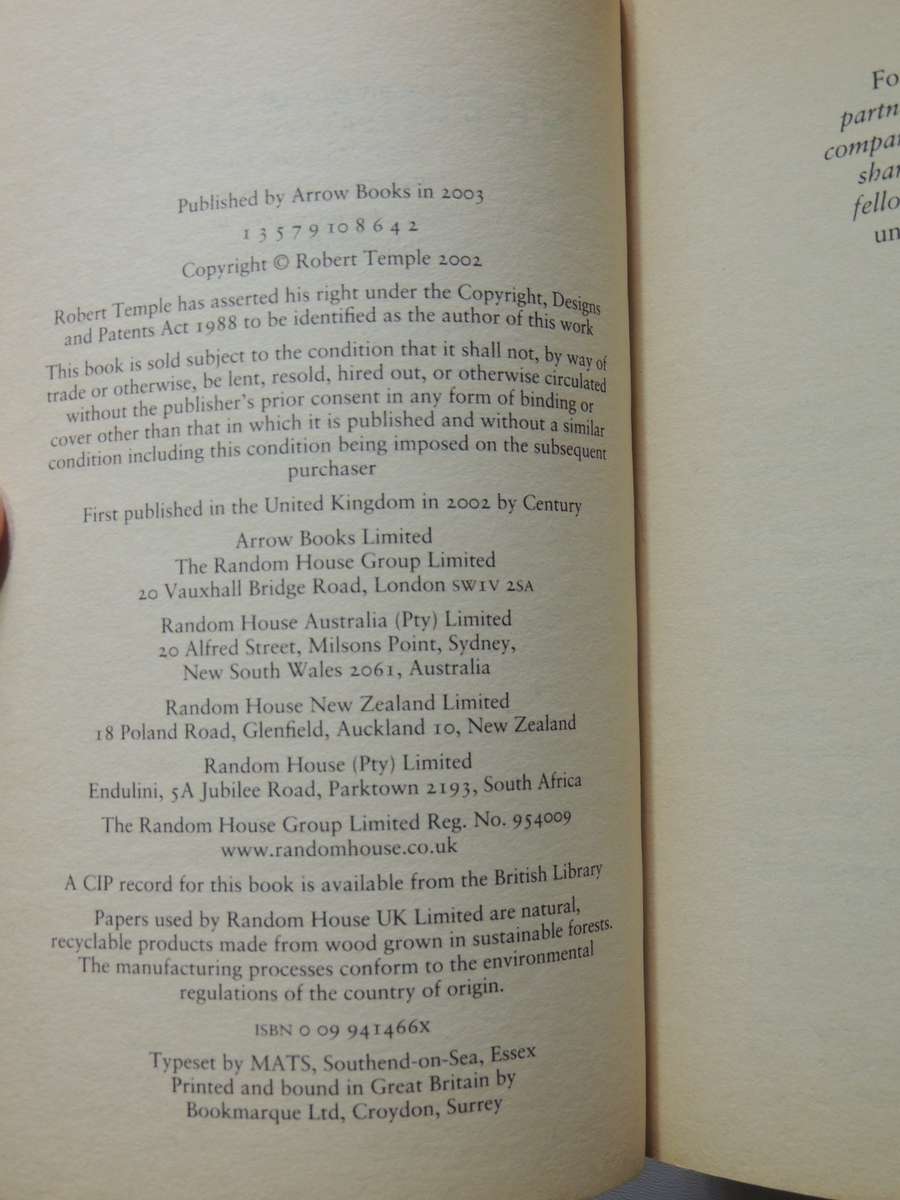 Published by Arrow Books in 2003
1 3 5 7 9 10 8 6 4 2
Copyright © Robert Temple 2002
Robert Temple has asserted his right under the Copyright, Designs
and Patents Act 1988 to be identified as the author of this work
This book is sold subject to the condition that it shall not, by way of
trade or otherwise, be lent, resold, hired out, or otherwise circulated
without the publisher's prior consent in any form of binding or
cover other than that in which it is published and without a similar
condition including this condition being imposed on the subsequent
purchaser
First published in the United Kingdom in 2002 by Century
Arrow Books Limited
The Random House Group Limited
20 Vauxhall Bridge Road, London SW1V 2SA
Random House Australia (Pty) Limited
20 Alfred Street, Milsons Point, Sydney,
New South Wales 2061, Australia
Random House New Zealand Limited
18 Poland Road, Glenfield, Auckland 10, New Zealand
Random House (Pty) Limited
Endulini, 5A Jubilee Road, Parktown 2193, South Africa
The Random House Group Limited Reg. No. 954009
www.randomhouse.co.uk
A CIP record for this book is available from the British Library
Papers used by Random House UK Limited are natural,
recyclable products made from wood grown in sustainable forests.
The manufacturing processes conform to the environmental
regulations of the country of origin.
ISBN 0 09 941466X
Typeset by MATS, Southend-on-Sea, Essex
Printed and bound in Great Britain by
Bookmarque Ltd, Croydon, Surrey
Fo
partn
compa
shar
fello
un